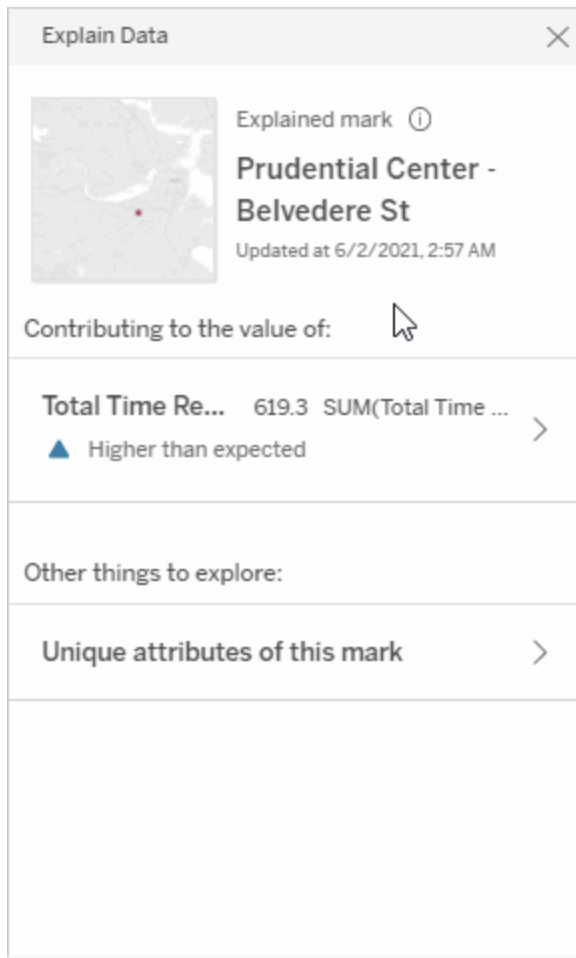 Explain Data
Explained mark
Prudential Center -
Belvedere St
Updated at 6/2/2021, 2:57 AM
Contributing to the value of:
Total Time Re... 619.3 SUM(Total Time ...
Higher than expected
Other things to explore:
Unique attributes of this mark